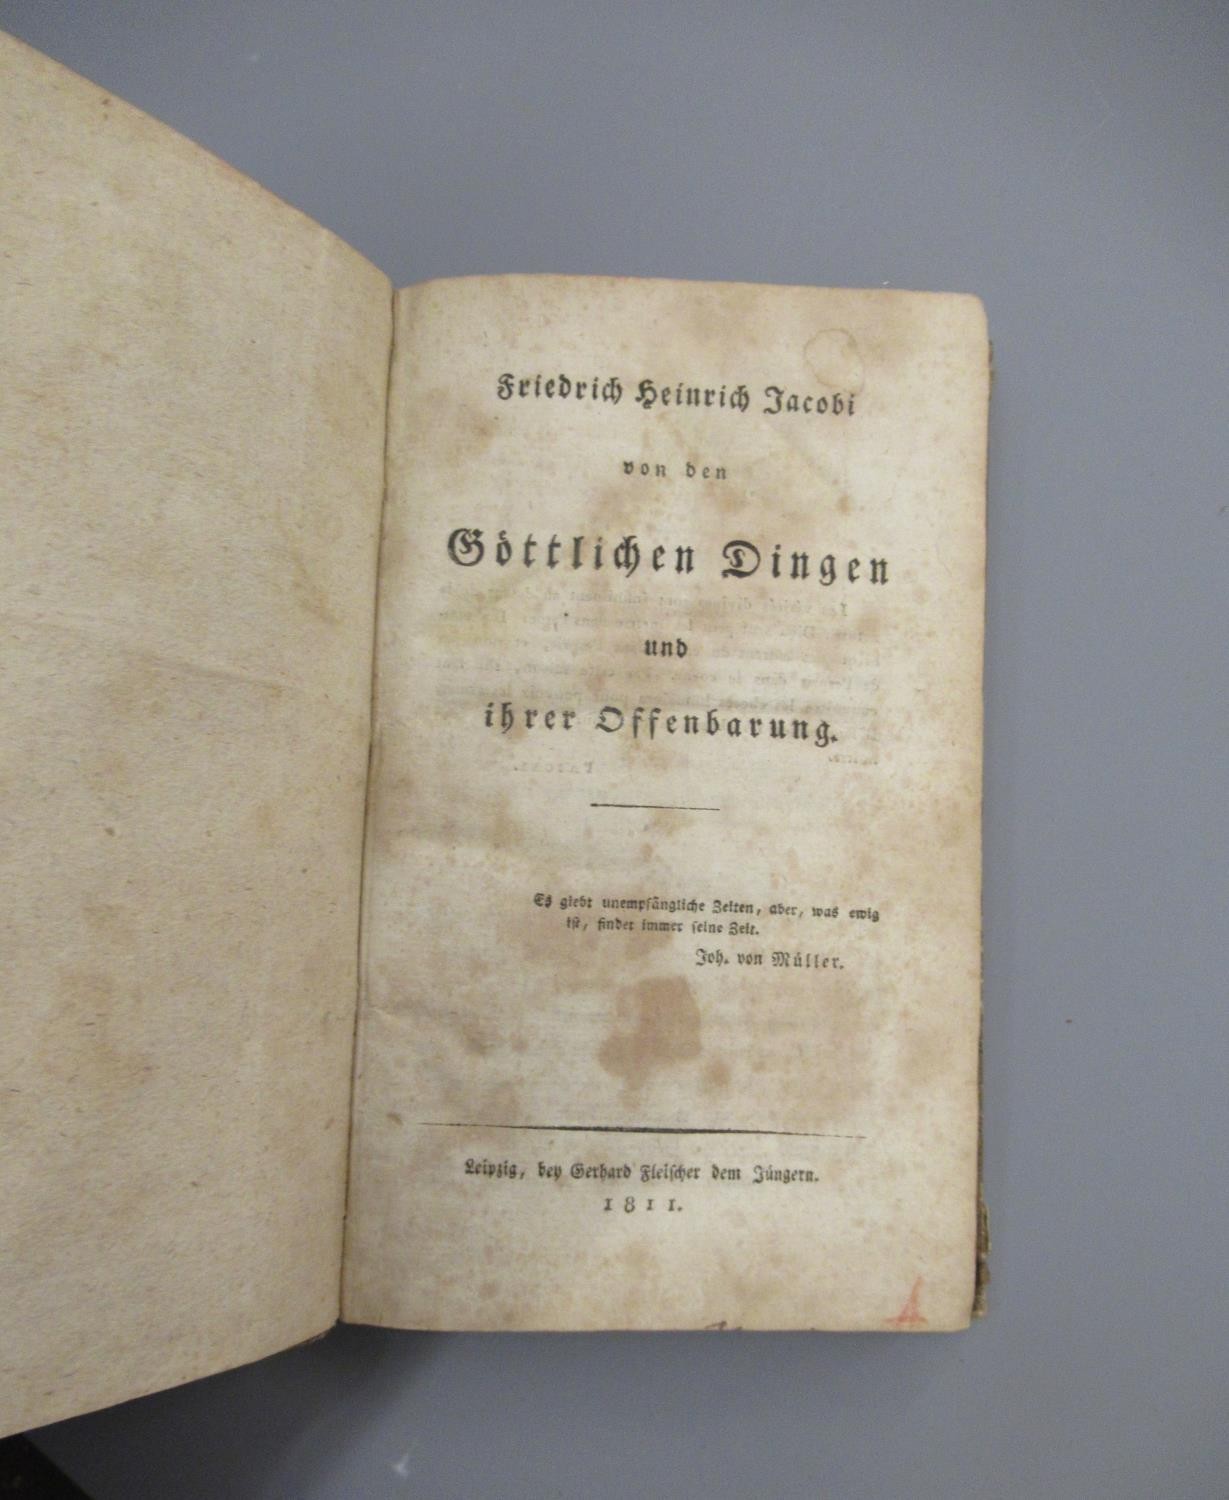 Friedrich Heinrich Jacobi
von den
Göttlichen Dingen
und
ihrer Offenbarung.
Es giebt unempfängliche Zeiten, aber, was ewig
ist, findet immer seine Zeit.
Joh. von Müller.
Leipzig, bey Gerhard Fleischer dem Jüngern.
1811.